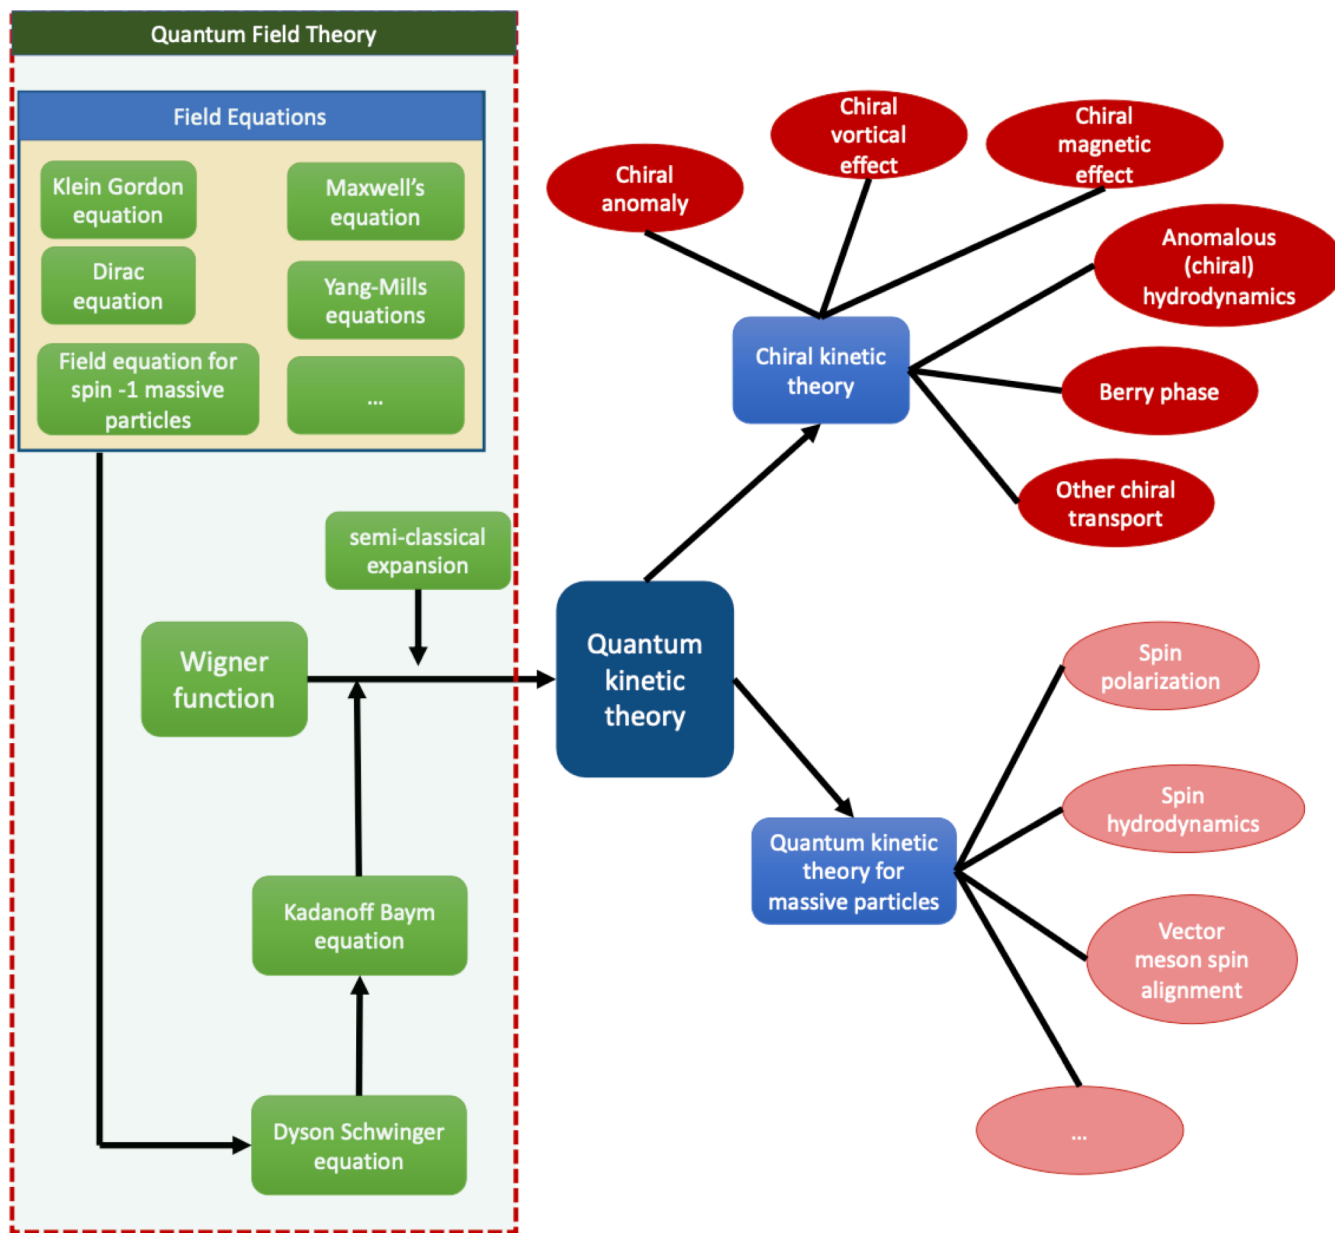 Quantum Field Theory
Field Equations
Klein Gordon
equation
Maxwell's
equation
Dirac
equation
Yang-Mills
equations
Field equation for
spin -1 massive
particles
...
semi-classical
expansion
Wigner
function
Kadanoff Baym
equation
Dyson Schwinger
equation
Quantum
kinetic
theory
Chiral
anomaly
Chiral
vortical
effect
Chiral
magnetic
effect
Anomalous
(chiral)
hydrodynamics
Chiral kinetic
theory
Berry phase
Other chiral
transport
Quantum kinetic
theory for
massive particles
Spin
polarization
Spin
hydrodynamics
Vector
meson spin
alignment
...